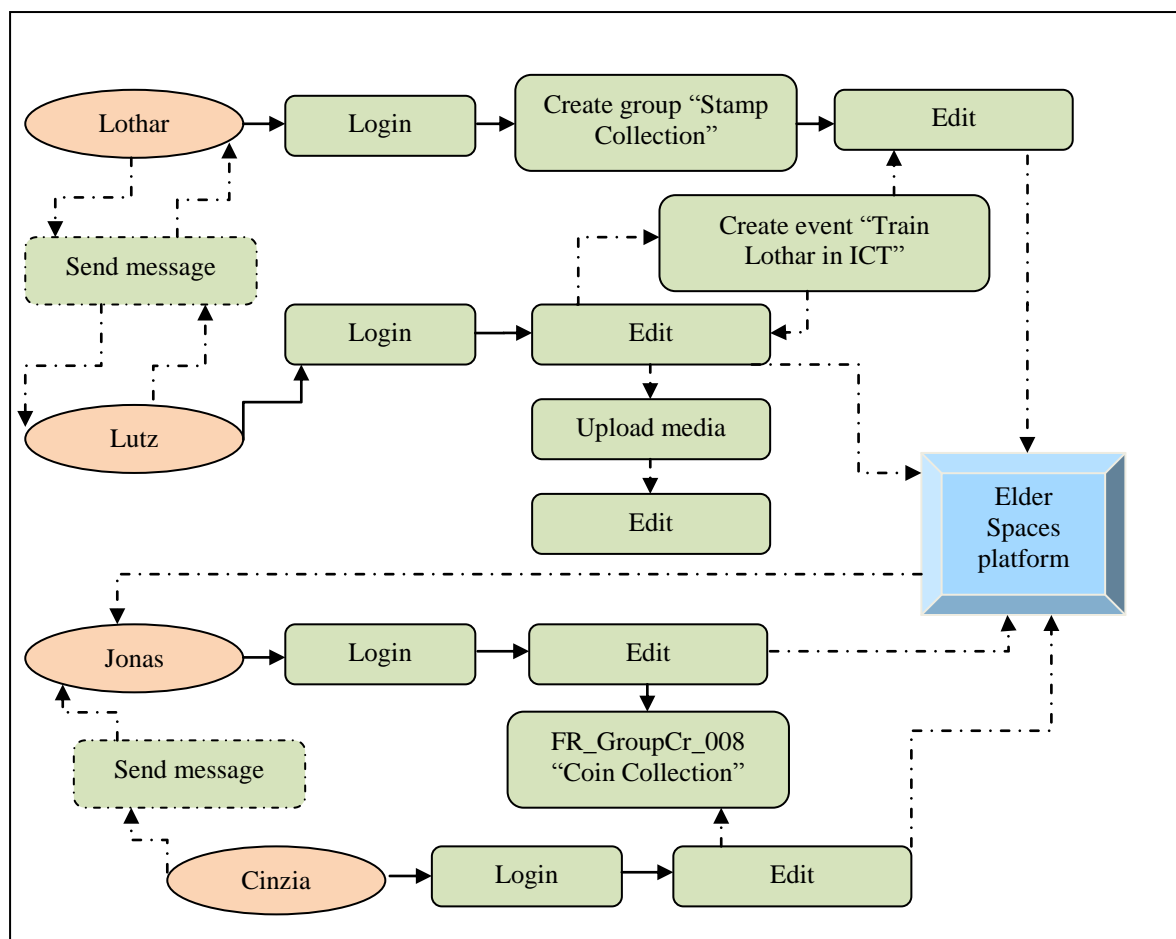 Lothar
Login
Create group “Stamp
Collection”
Edit
Create event “Train
Lothar in ICT”
Send message
Login
Edit
Lutz
Upload media
Edit
Elder
Spaces
platform
Jonas
Login
Edit
FR_GroupCr_008
“Coin Collection”
Send message
Cinzia
Login
Edit